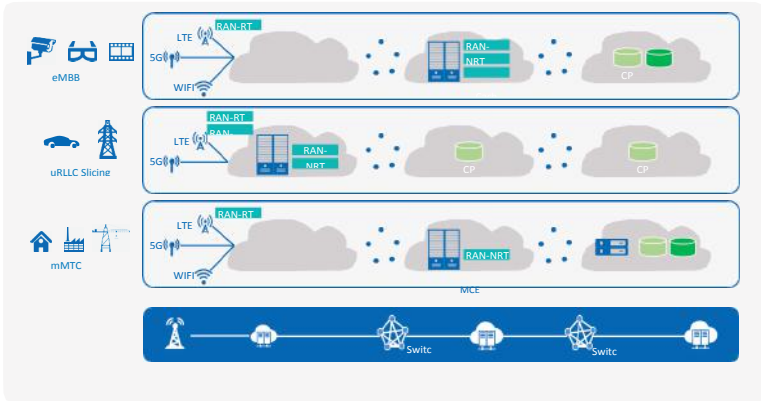 RAN-RT
LTE
5G
WIFI
RAN-
NRT
CP
eMBB
RAN-RT
RAN-
LTE
5G
RAN-
NRT
CP
CP
uRLLC Slicing
RAN-RT
LTE
5G
WIFI
RAN-NRT
mMTC
MCE
Switc
Switc